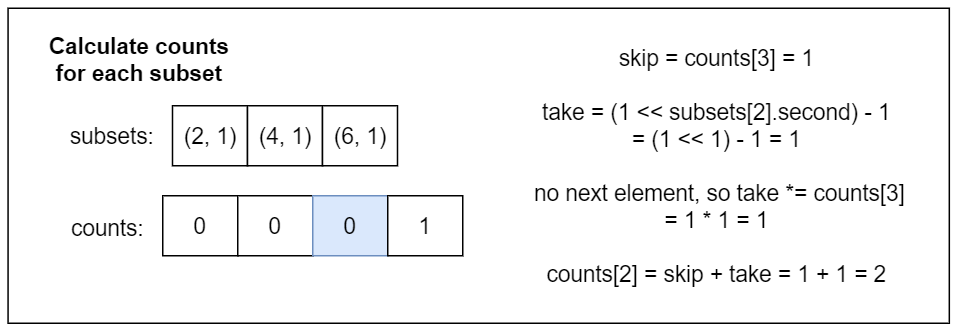 Calculate counts
for each subset
subsets: (2, 1) (4, 1) (6, 1)
counts: 0 0 0 1
skip = counts[3] = 1
take = (1 << subsets[2].second) - 1
= (1 << 1) - 1 = 1
no next element, so take *= counts[3]
= 1 * 1 = 1
counts[2] = skip + take = 1 + 1 = 2